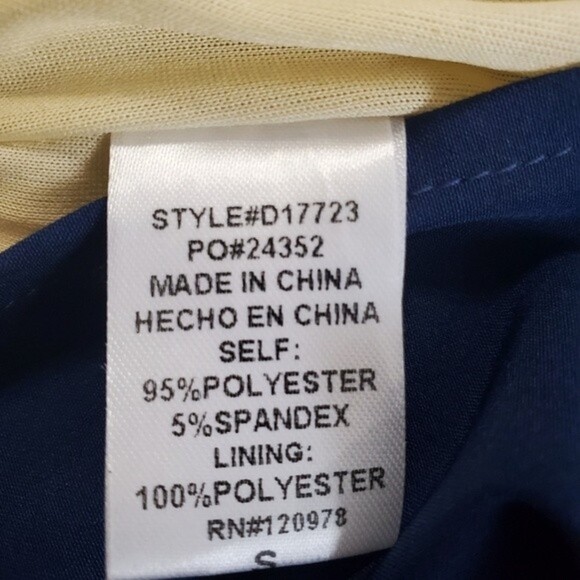 STYLE#D17723
PO#24352
MADE IN CHINA
HECHO EN CHINA
SELF:
95%POLYESTER
5%SPANDEX
LINING:
100%POLYESTER
RN#120978
S